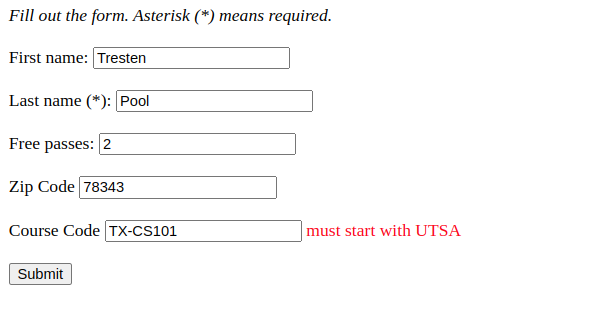 Fill out the form. Asterisk (*) means required.
First name: Tresten
Last name (*): Pool
Free passes: 2
Zip Code 78343
Course Code TX-CS101 must start with UTSA
Submit